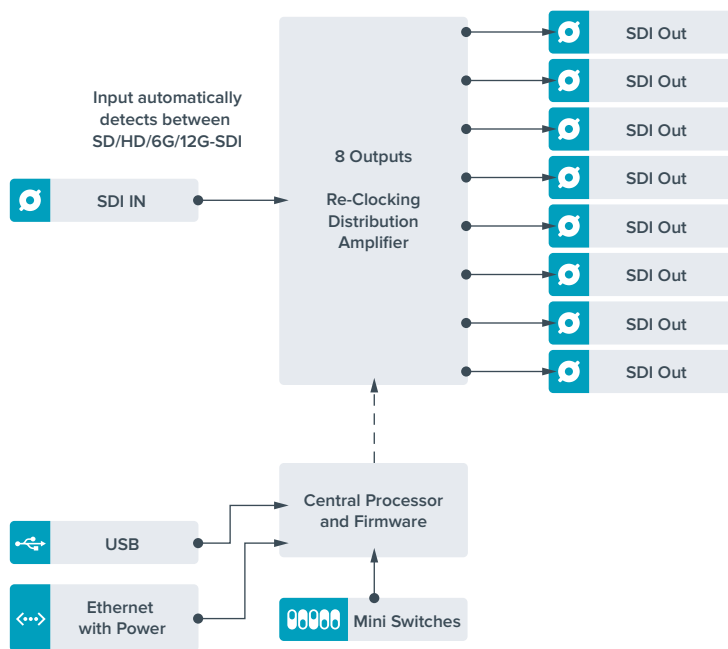 Input automatically
detects between
SD/HD/6G/12G-SDI
SDI IN
8 Outputs
Re-Clocking
Distribution
Amplifier
SDI Out
SDI Out
SDI Out
SDI Out
SDI Out
SDI Out
SDI Out
SDI Out
Central Processor
and Firmware
USB
Ethernet
with Power
Mini Switches